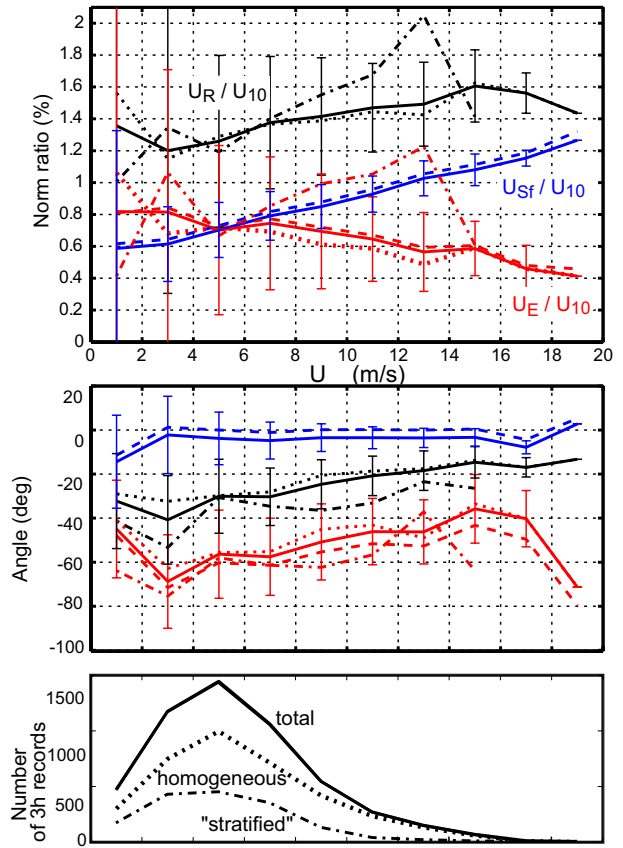 2
1.8
1.6
1.4
1.2
1
0.8
0.6
0.4
0.2
0
Norm ratio (%)
U_R / U_10
U_Sf / U_10
U_E / U_10
0 2 4 6 8 10 12 14 16 18 20
U (m/s)
20
0
-20
-40
-60
-80
-100
Angle (deg)
1500
1000
500
0
Number
of 3h records
total
homogeneous
"stratified"